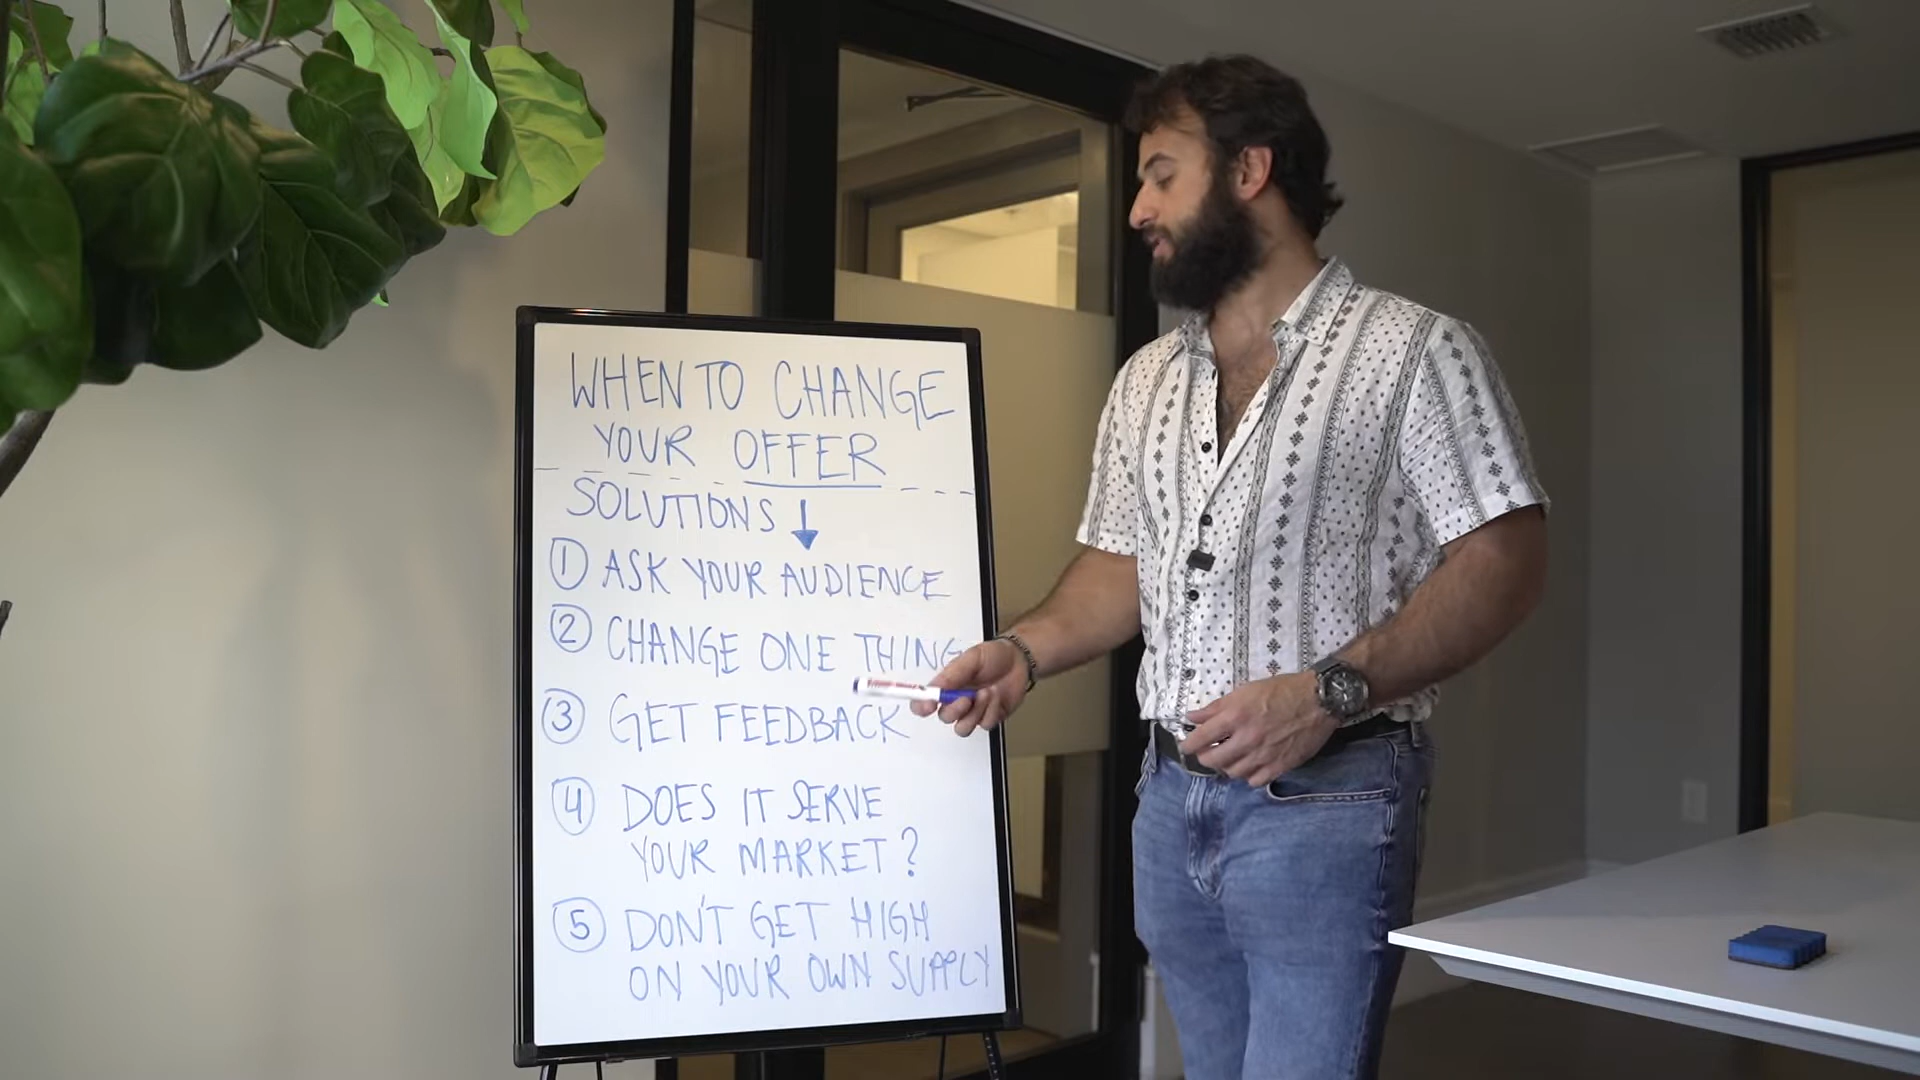 WHEN TO CHANGE
YOUR OFFER
SOLUTIONS ↓
1 ASK YOUR AUDIENCE
2 CHANGE ONE THING
3 GET FEEDBACK
4 DOES IT SERVE
YOUR MARKET?
5 DON'T GET HIGH
ON YOUR OWN SUPPLY